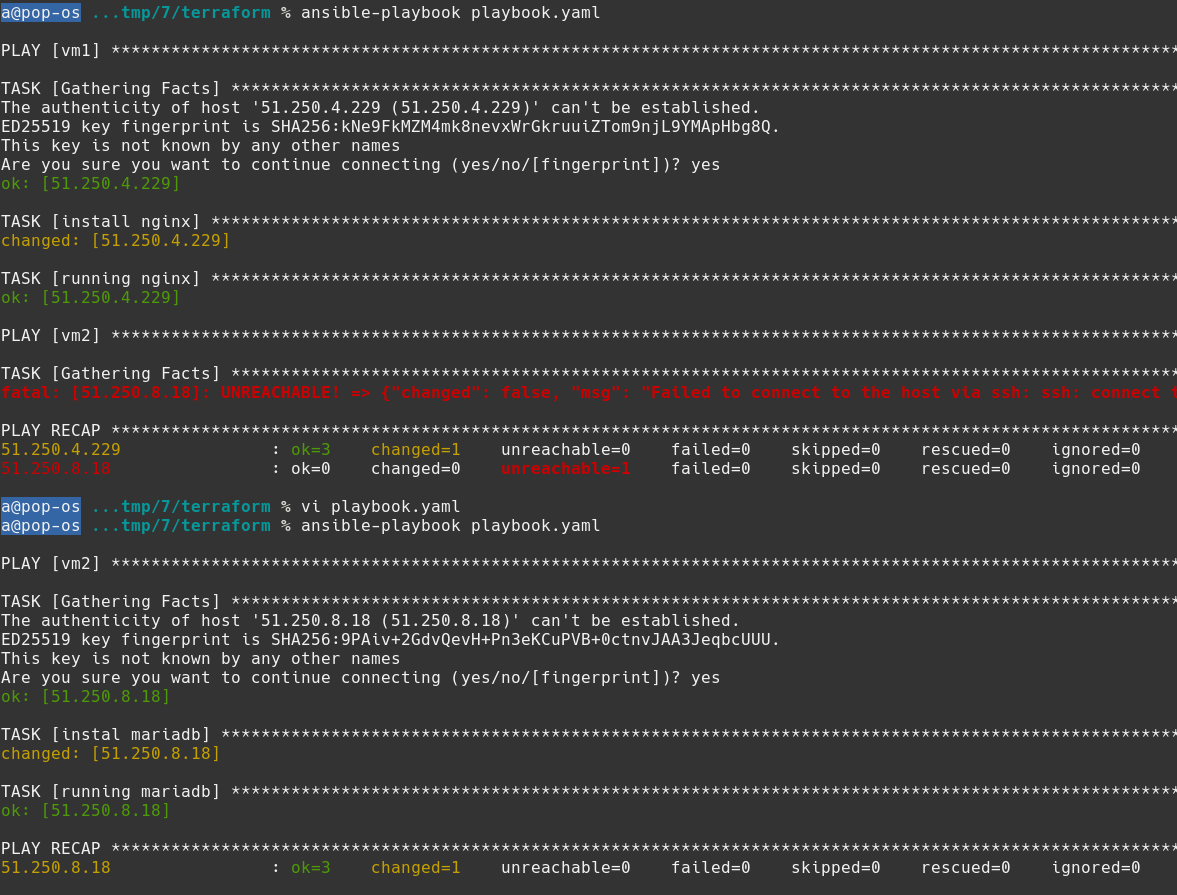 a@pop-os ...tmp/7/terraform % ansible-playbook playbook.yaml
PLAY [vm1] ***********************************************************************************************************
TASK [Gathering Facts] ***********************************************************************************************
The authenticity of host '51.250.4.229 (51.250.4.229)' can't be established.
ED25519 key fingerprint is SHA256:kNe9FkMZM4mk8nevxWrGkruuiZTom9njL9YMApHbg8Q.
This key is not known by any other names
Are you sure you want to continue connecting (yes/no/[fingerprint])? yes
ok: [51.250.4.229]
TASK [install nginx] *************************************************************************************************
changed: [51.250.4.229]
TASK [running nginx] *************************************************************************************************
ok: [51.250.4.229]
PLAY [vm2] ***********************************************************************************************************
TASK [Gathering Facts] ***********************************************************************************************
fatal: [51.250.8.18]: UNREACHABLE! => {"changed": false, "msg": "Failed to connect to the host via ssh: ssh: connect t
PLAY RECAP ***********************************************************************************************************
51.250.4.229               : ok=3    changed=1    unreachable=0    failed=0    skipped=0    rescued=0    ignored=0
51.250.8.18                : ok=0    changed=0    unreachable=1    failed=0    skipped=0    rescued=0    ignored=0
a@pop-os ...tmp/7/terraform % vi playbook.yaml
a@pop-os ...tmp/7/terraform % ansible-playbook playbook.yaml
PLAY [vm2] ***********************************************************************************************************
TASK [Gathering Facts] ***********************************************************************************************
The authenticity of host '51.250.8.18 (51.250.8.18)' can't be established.
ED25519 key fingerprint is SHA256:9PAiv+2GdvQevH+Pn3eKCuPVB+0ctnvJAA3JeqbcUUU.
This key is not known by any other names
Are you sure you want to continue connecting (yes/no/[fingerprint])? yes
ok: [51.250.8.18]
TASK [instal mariadb] ************************************************************************************************
changed: [51.250.8.18]
TASK [running mariadb] ***********************************************************************************************
ok: [51.250.8.18]
PLAY RECAP ***********************************************************************************************************
51.250.8.18                : ok=3    changed=1    unreachable=0    failed=0    skipped=0    rescued=0    ignored=0